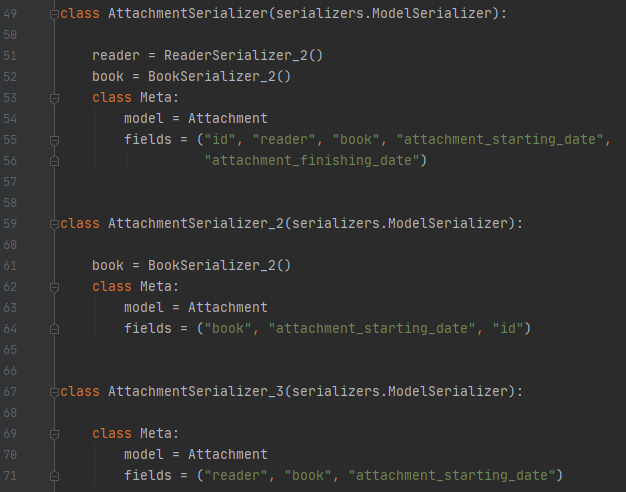 49 class AttachmentSerializer(serializers.ModelSerializer):
50
51     reader = ReaderSerializer_2()
52     book = BookSerializer_2()
53     class Meta:
54         model = Attachment
55         fields = ("id", "reader", "book", "attachment_starting_date",
56                   "attachment_finishing_date")
57
58
59 class AttachmentSerializer_2(serializers.ModelSerializer):
60
61     book = BookSerializer_2()
62     class Meta:
63         model = Attachment
64         fields = ("book", "attachment_starting_date", "id")
65
66
67 class AttachmentSerializer_3(serializers.ModelSerializer):
68
69     class Meta:
70         model = Attachment
71         fields = ("reader", "book", "attachment_starting_date")